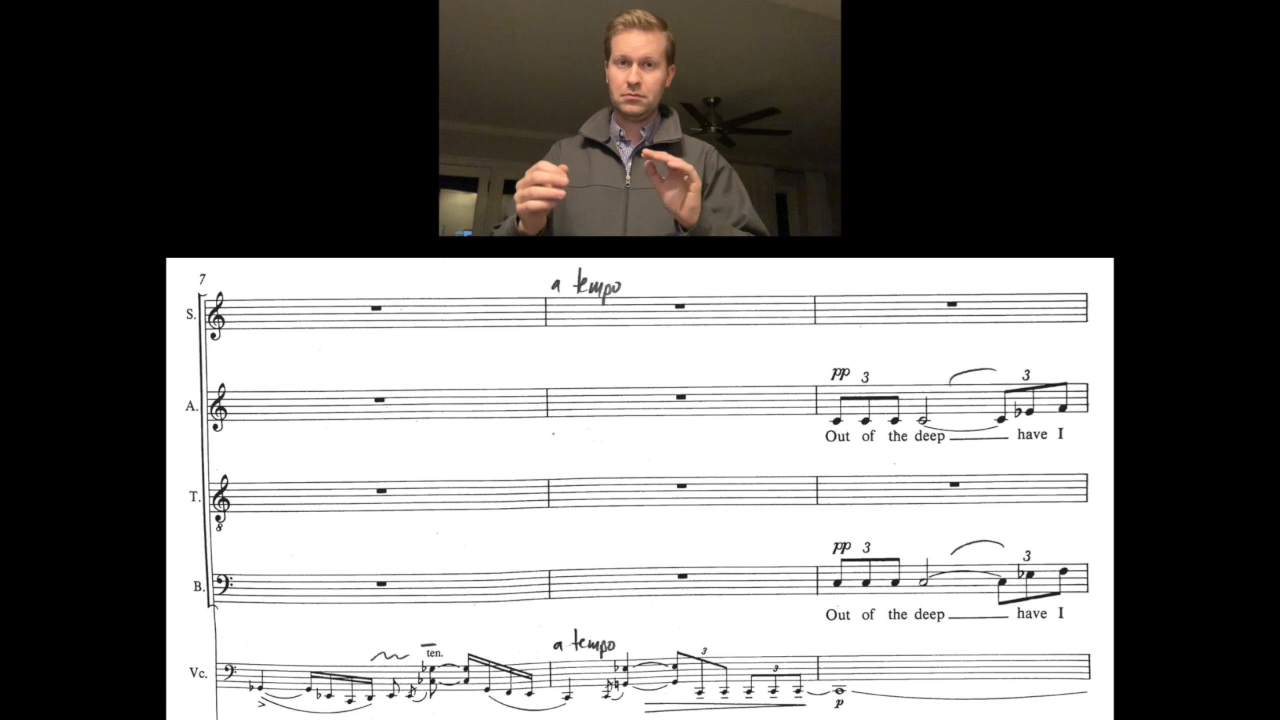 7
a tempo
S.
pp 3 3
A.
Out of the deep have I
T.
8
pp 3 3
B.
Out of the deep have I
a tempo
ten.
3 3
Vc.
p